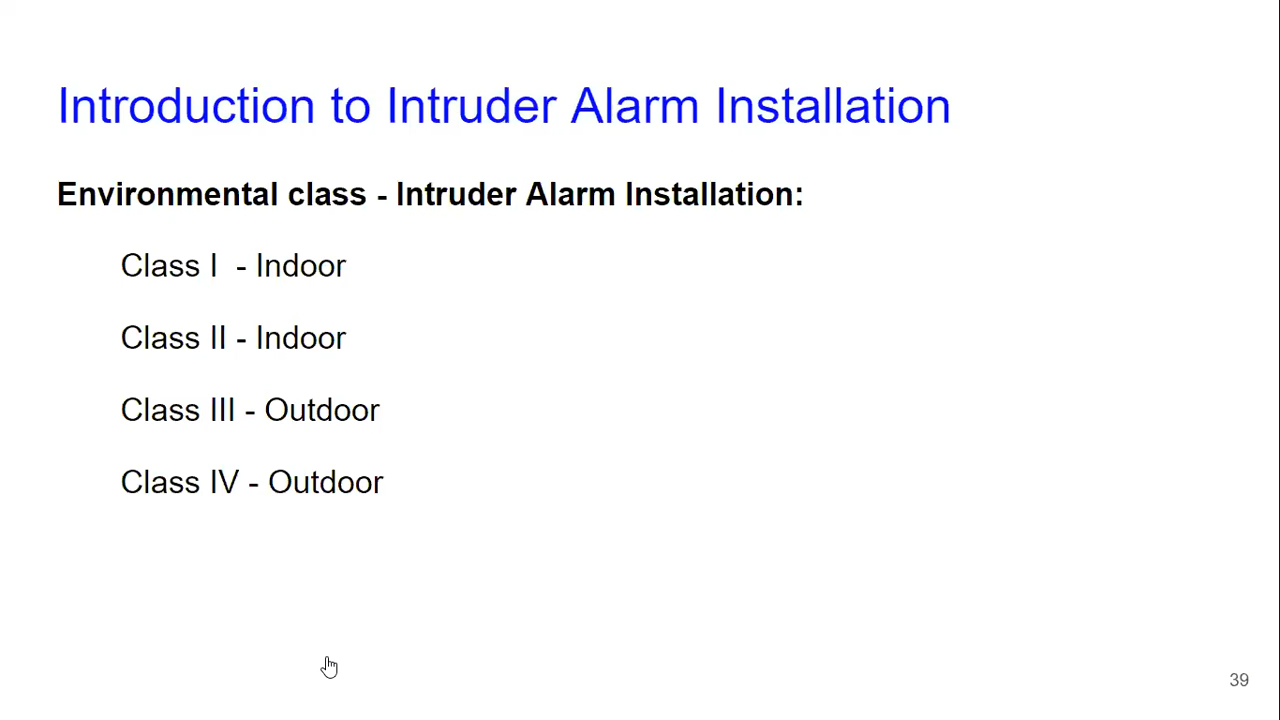 Introduction to Intruder Alarm Installation
Environmental class - Intruder Alarm Installation:
Class I  - Indoor
Class II - Indoor
Class III - Outdoor
Class IV - Outdoor
39